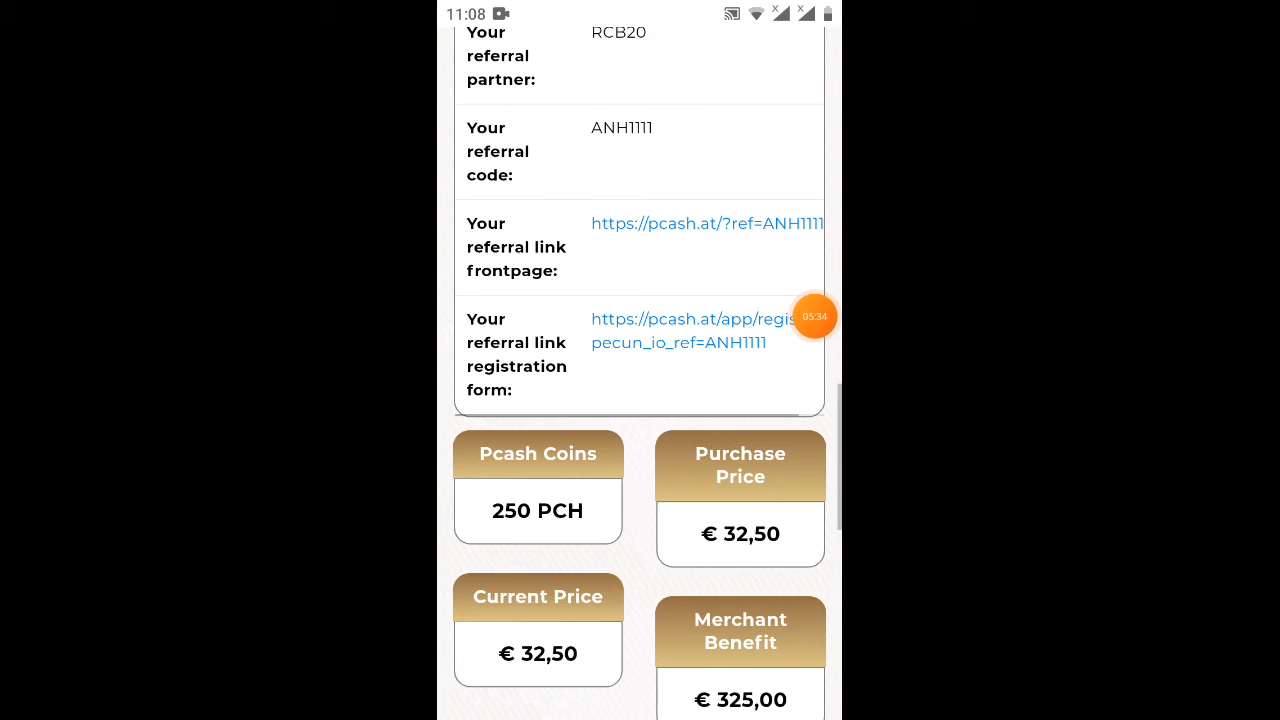 11:08
Your RCB20
referral
partner:
Your ANH1111
referral
code:
Your https://pcash.at/?ref=ANH1111
referral link
frontpage:
Your https://pcash.at/app/regis
referral link pecun_io_ref=ANH1111
registration
form:
05:34
Pcash Coins
250 PCH
Purchase
Price
€ 32,50
Current Price
€ 32,50
Merchant
Benefit
€ 325,00